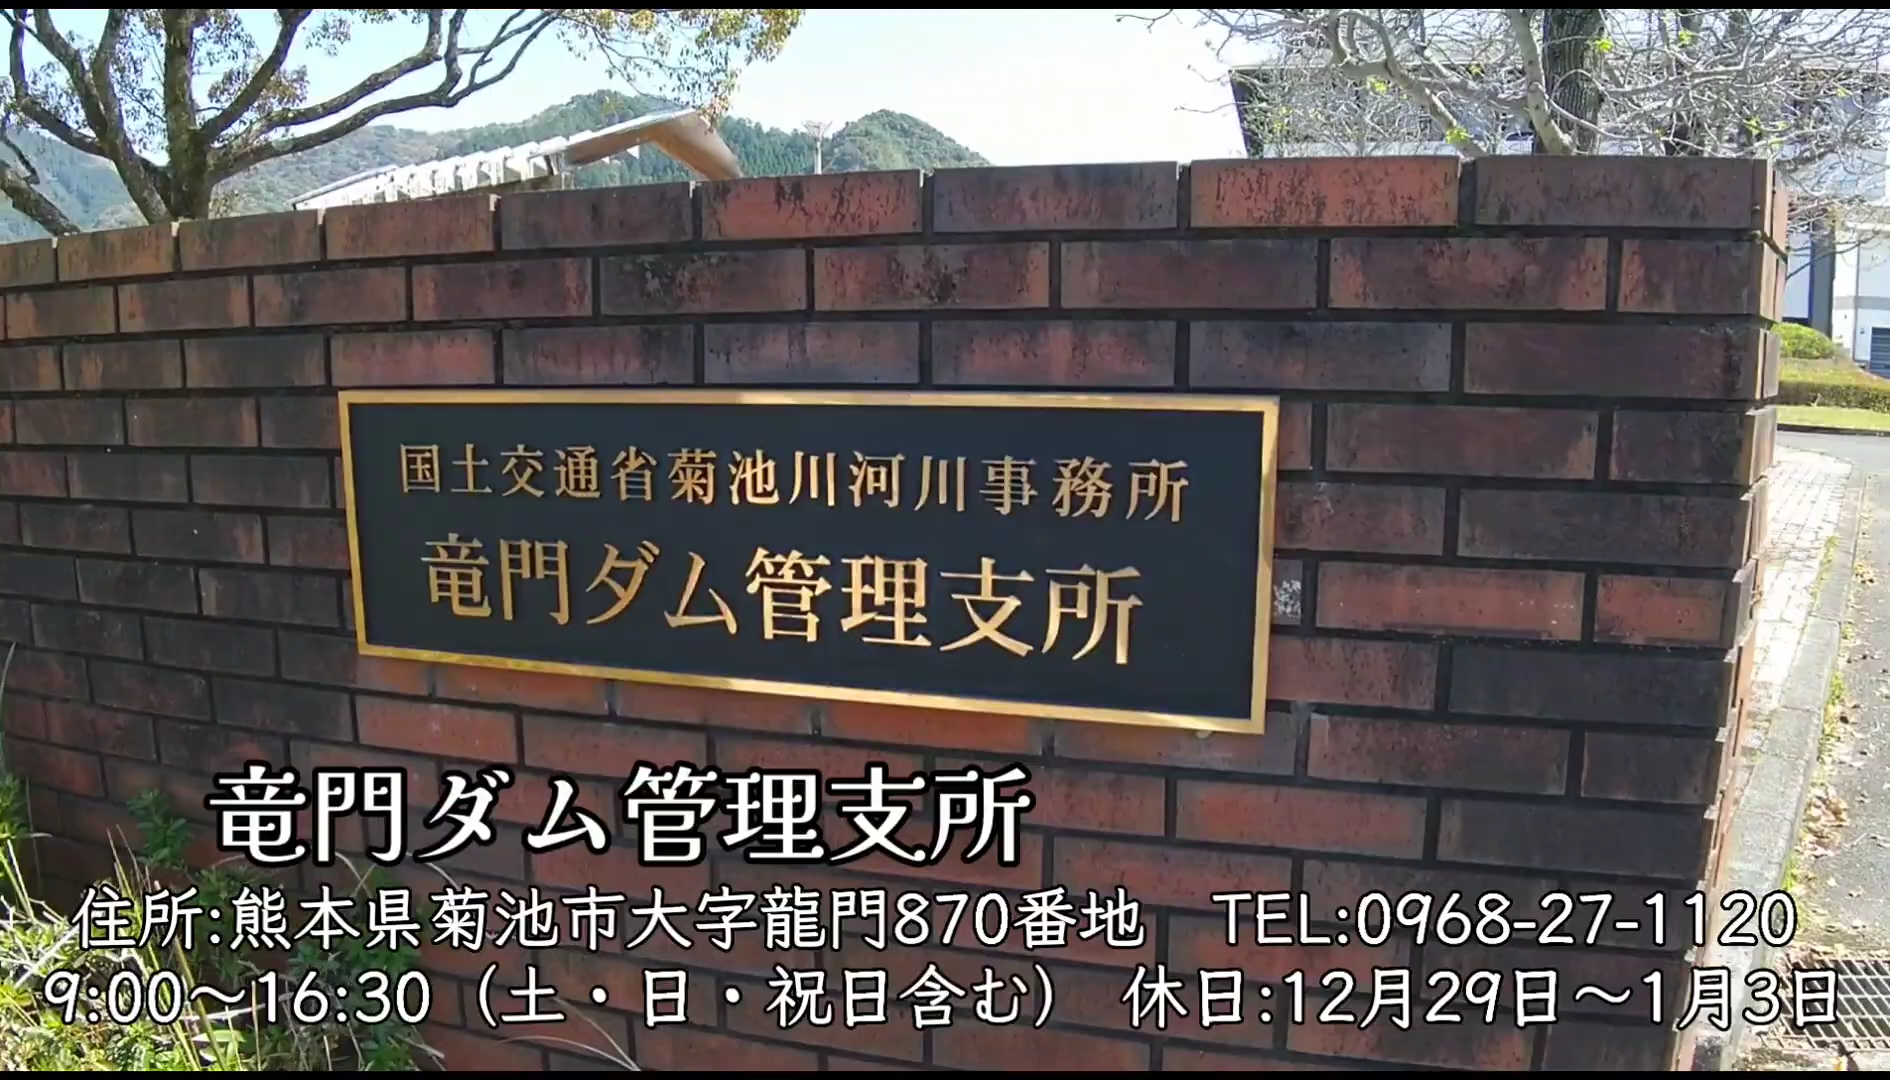 国土交通省菊池川河川事務所
竜門ダム管理支所
竜門ダム管理支所
住所:熊本県菊池市大字龍門870番地　TEL:0968-27-1120
9:00～16:30（土・日・祝日含む）　休日:12月29日～1月3日